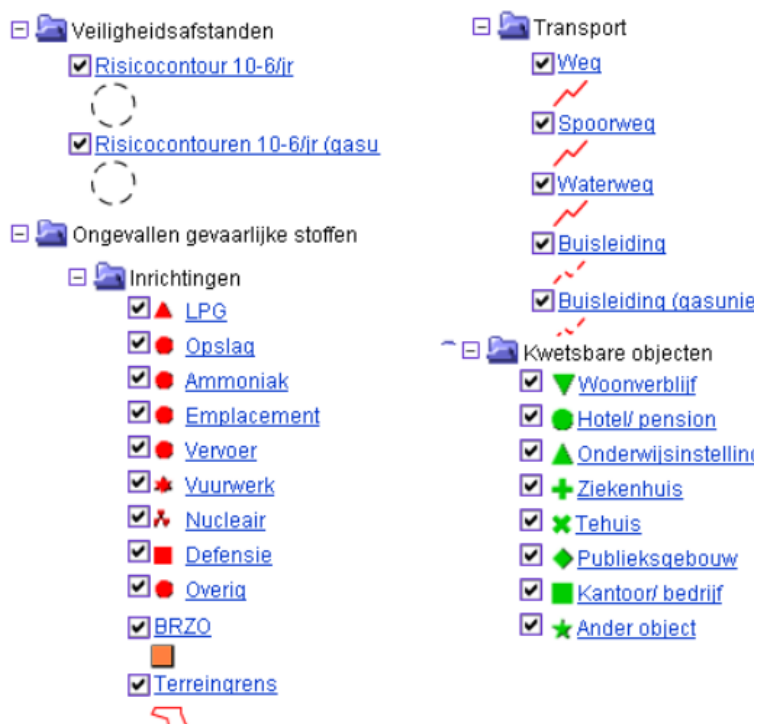 Veiligheidsafstanden
Risicocontour 10-6/jr
Risicocontouren 10-6/jr (gasu
Ongevallen gevaarlijke stoffen
Inrichtingen
LPG
Opslag
Ammoniak
Emplacement
Vervoer
Vuurwerk
Nucleair
Defensie
Overig
BRZO
Terreingrens
Transport
Weg
Spoorweg
Waterweg
Buisleiding
Buisleiding (gasunie
Kwetsbare objecten
Woonverblijf
Hotel/ pension
Onderwijsinstelling
Ziekenhuis
Tehuis
Publieksgebouw
Kantoor/ bedrijf
Ander object